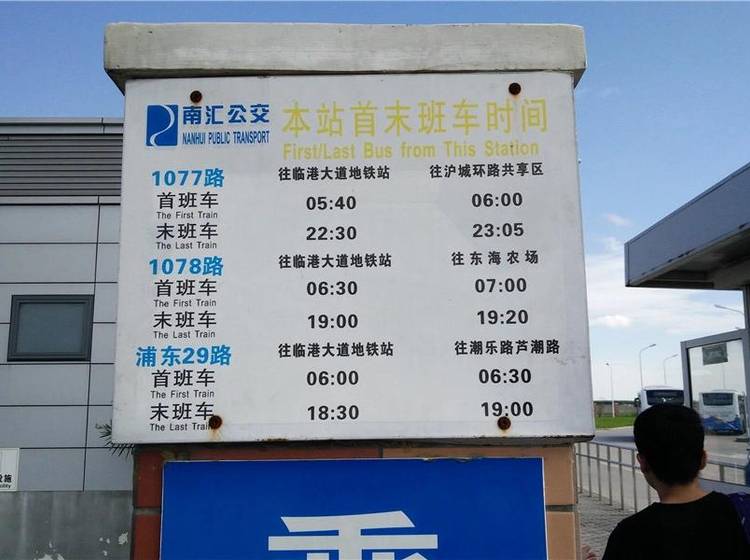 南汇公交
NANHUI PUBLIC TRANSPORT
本站首末班车时间
First/Last Bus from This Station
1077路 往临港大道地铁站 往沪城环路共享区
首班车 05:40 06:00
The First Train
末班车 22:30 23:05
The Last Train
1078路 往临港大道地铁站 往东海农场
首班车 06:30 07:00
The First Train
末班车 19:00 19:20
The Last Train
浦东29路 往临港大道地铁站 往潮乐路芦潮路
首班车 06:00 06:30
The First Train
末班车 18:30 19:00
The Last Train